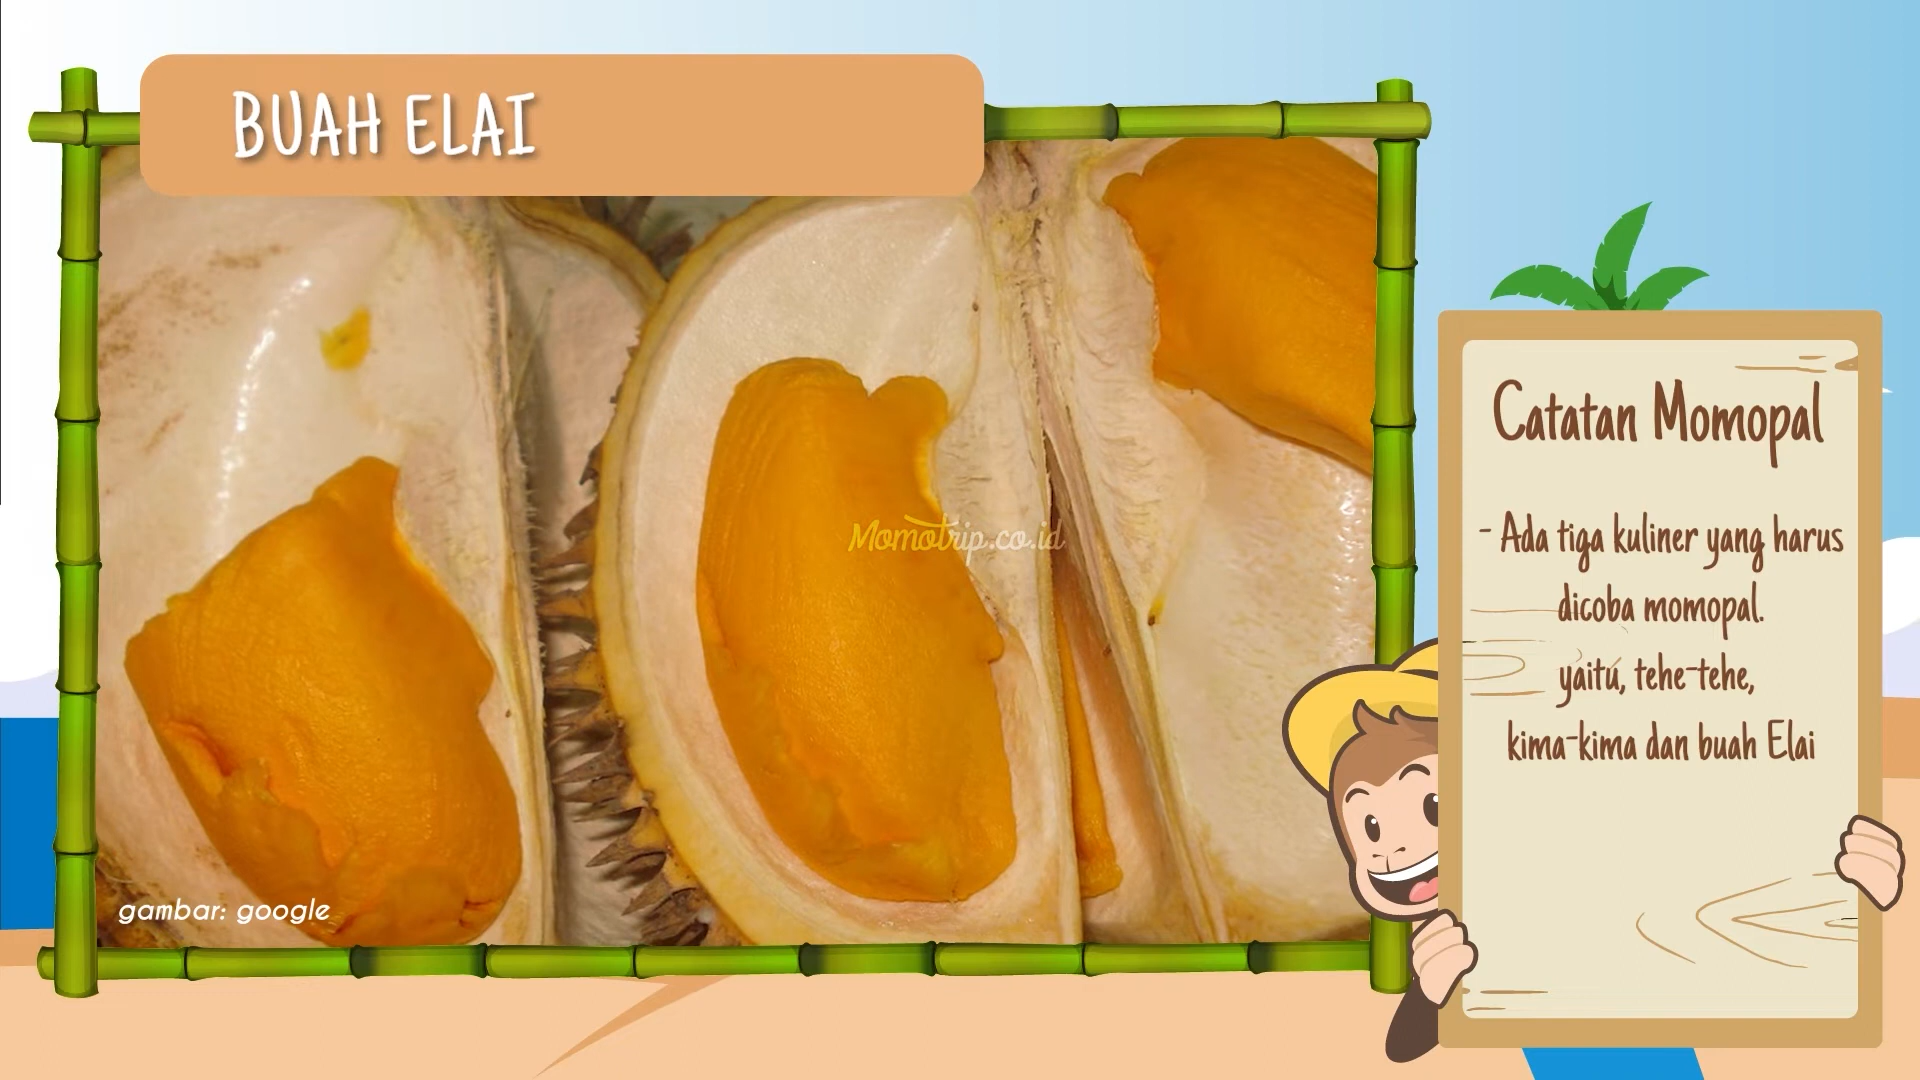 BUAH ELAI
Momotrip.co.id
gambar: google
Catatan Momopal
- Ada tiga kuliner yang harus
dicoba momopal.
yaitu, tehe-tehe,
kima-kima dan buah Elai